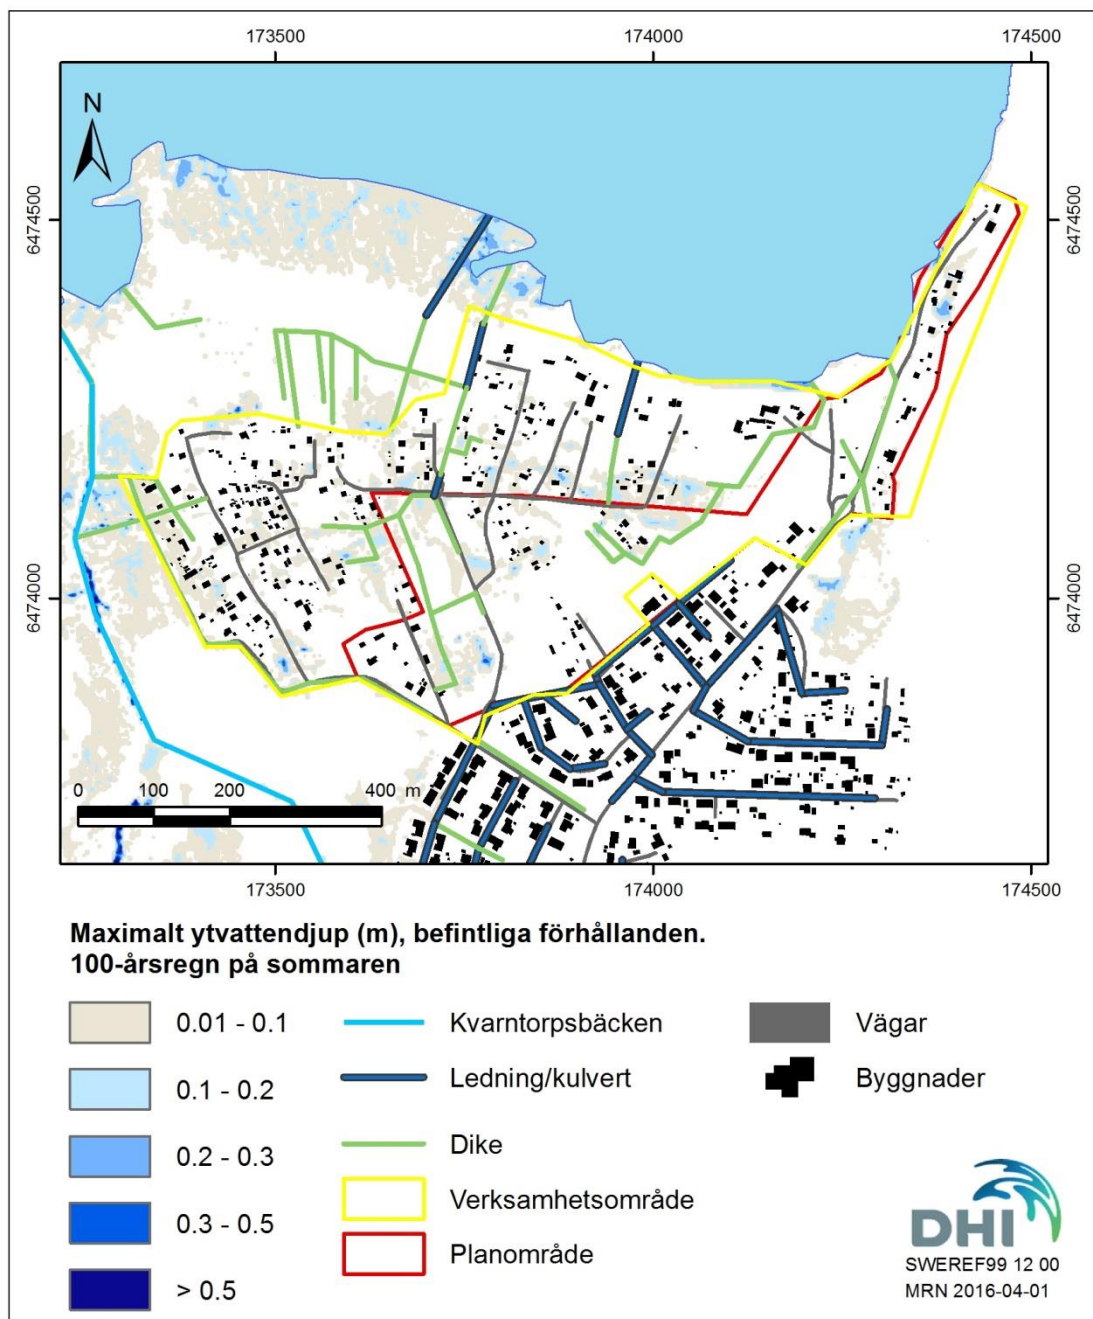 173500 174000 174500
N
6474500 6474500
6474000 6474000
0 100 200 400 m
173500 174000 174500
Maximalt ytvattendjup (m), befintliga förhållanden.
100-årsregn på sommaren
0.01 - 0.1 Kvarntorpsbäcken Vägar
0.1 - 0.2 Ledning/kulvert Byggnader
0.2 - 0.3 Dike
0.3 - 0.5 Verksamhetsområde
> 0.5 Planområde
DHI
SWEREF99 12 00
MRN 2016-04-01